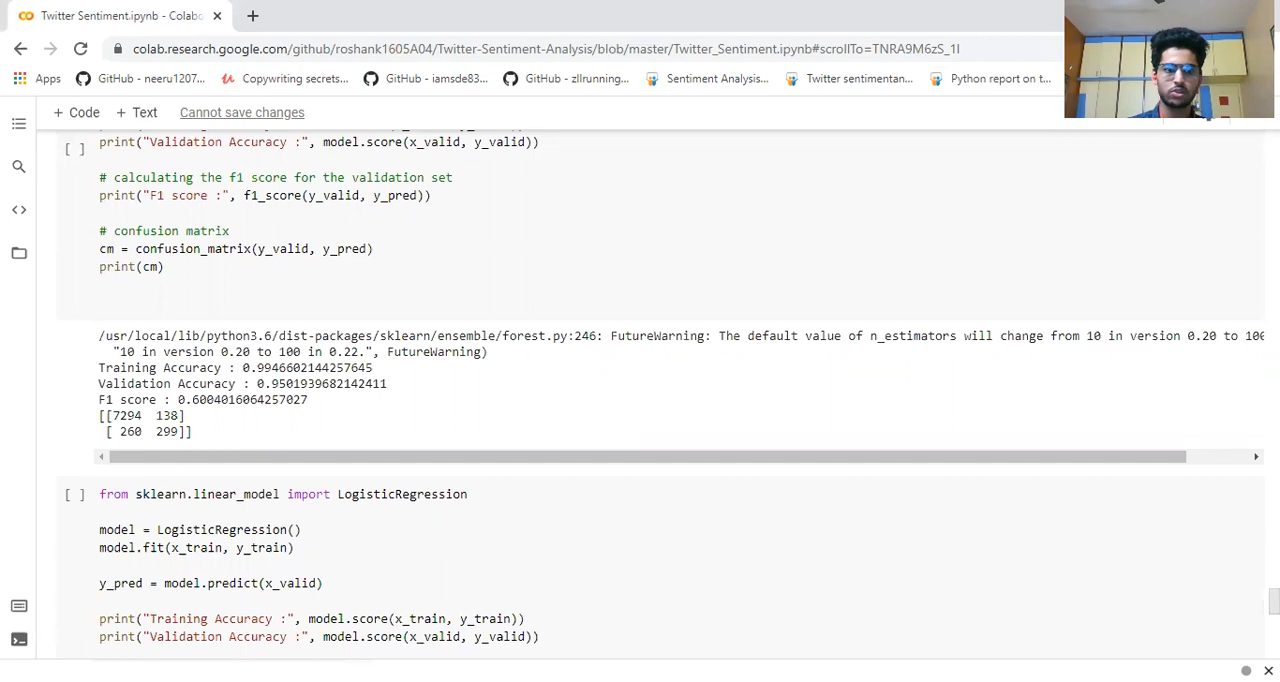 Twitter Sentiment.ipynb - Colabo
colab.research.google.com/github/roshank1605A04/Twitter-Sentiment-Analysis/blob/master/Twitter_Sentiment.ipynb#scrollTo=TNRA9M6zS_1I
Apps GitHub - neeru1207... Copywriting secrets... GitHub - iamsde83... GitHub - zllrunning... Sentiment Analysis... Twitter sentimentan... Python report on t...
+ Code + Text Cannot save changes
[ ] print("Validation Accuracy :", model.score(x_valid, y_valid))
# calculating the f1 score for the validation set
print("F1 score :", f1_score(y_valid, y_pred))
# confusion matrix
cm = confusion_matrix(y_valid, y_pred)
print(cm)
/usr/local/lib/python3.6/dist-packages/sklearn/ensemble/forest.py:246: FutureWarning: The default value of n_estimators will change from 10 in version 0.20 to 100
"10 in version 0.20 to 100 in 0.22.", FutureWarning)
Training Accuracy : 0.9946602144257645
Validation Accuracy : 0.9501939682142411
F1 score : 0.6004016064257027
[[7294 138]
[ 260 299]]
[ ] from sklearn.linear_model import LogisticRegression
model = LogisticRegression()
model.fit(x_train, y_train)
y_pred = model.predict(x_valid)
print("Training Accuracy :", model.score(x_train, y_train))
print("Validation Accuracy :", model.score(x_valid, y_valid))